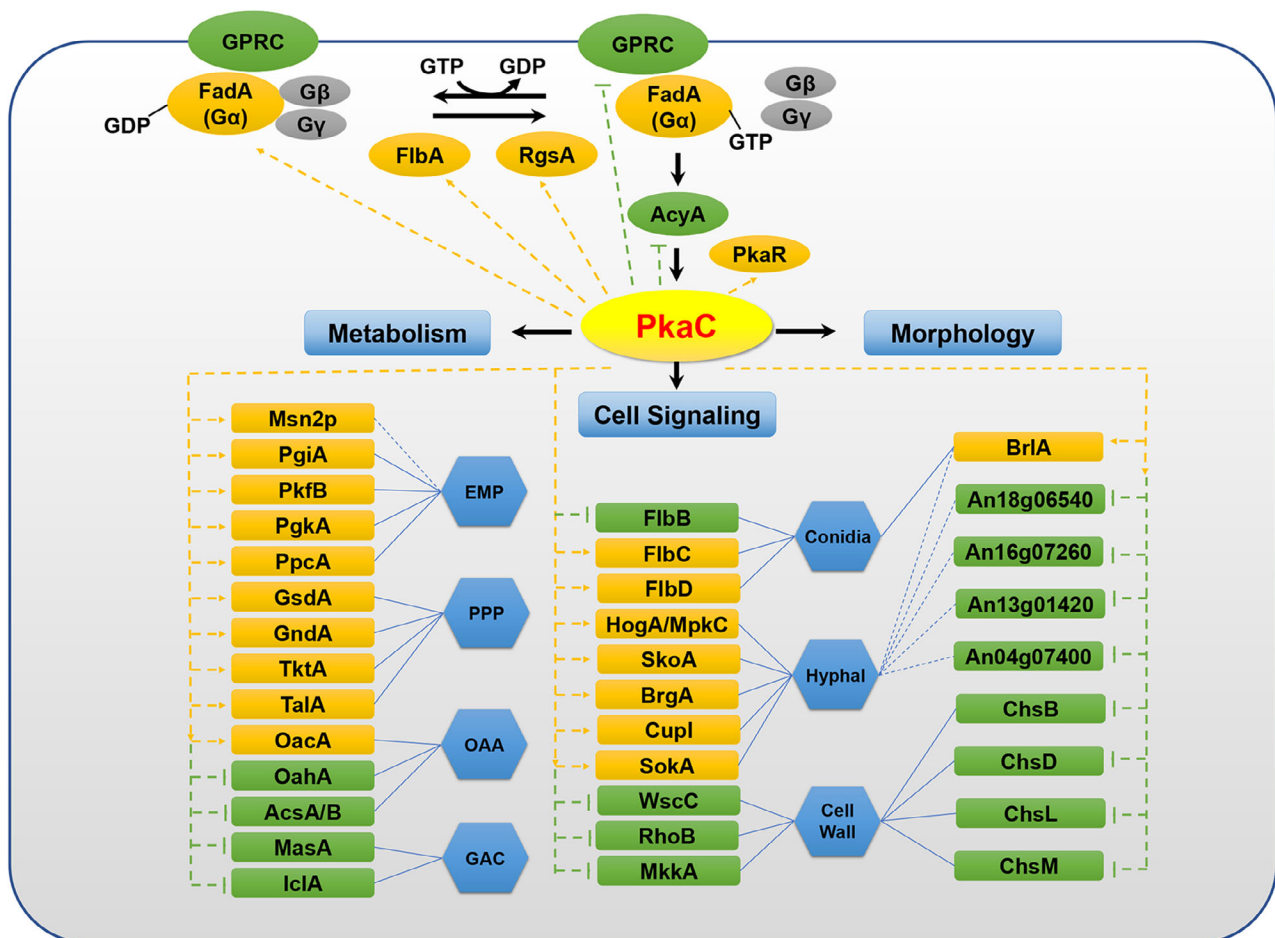 GPRC
GPRC
GTP
GDP
FadA
(Gα)
Gβ
Gγ
GDP
FadA
(Gα)
GTP
Gβ
Gγ
FlbA
RgsA
AcyA
PkaR
PkaC
Metabolism
Morphology
Cell Signaling
Msn2p
PgiA
PkfB
PgkA
PpcA
GsdA
GndA
TktA
TalA
OacA
OahA
AcsA/B
MasA
IclA
EMP
PPP
OAA
GAC
FlbB
FlbC
FlbD
HogA/MpkC
SkoA
BrgA
CupI
SokA
WscC
RhoB
MkkA
Conidia
Hyphal
Cell
Wall
BrlA
An18g06540
An16g07260
An13g01420
An04g07400
ChsB
ChsD
ChsL
ChsM